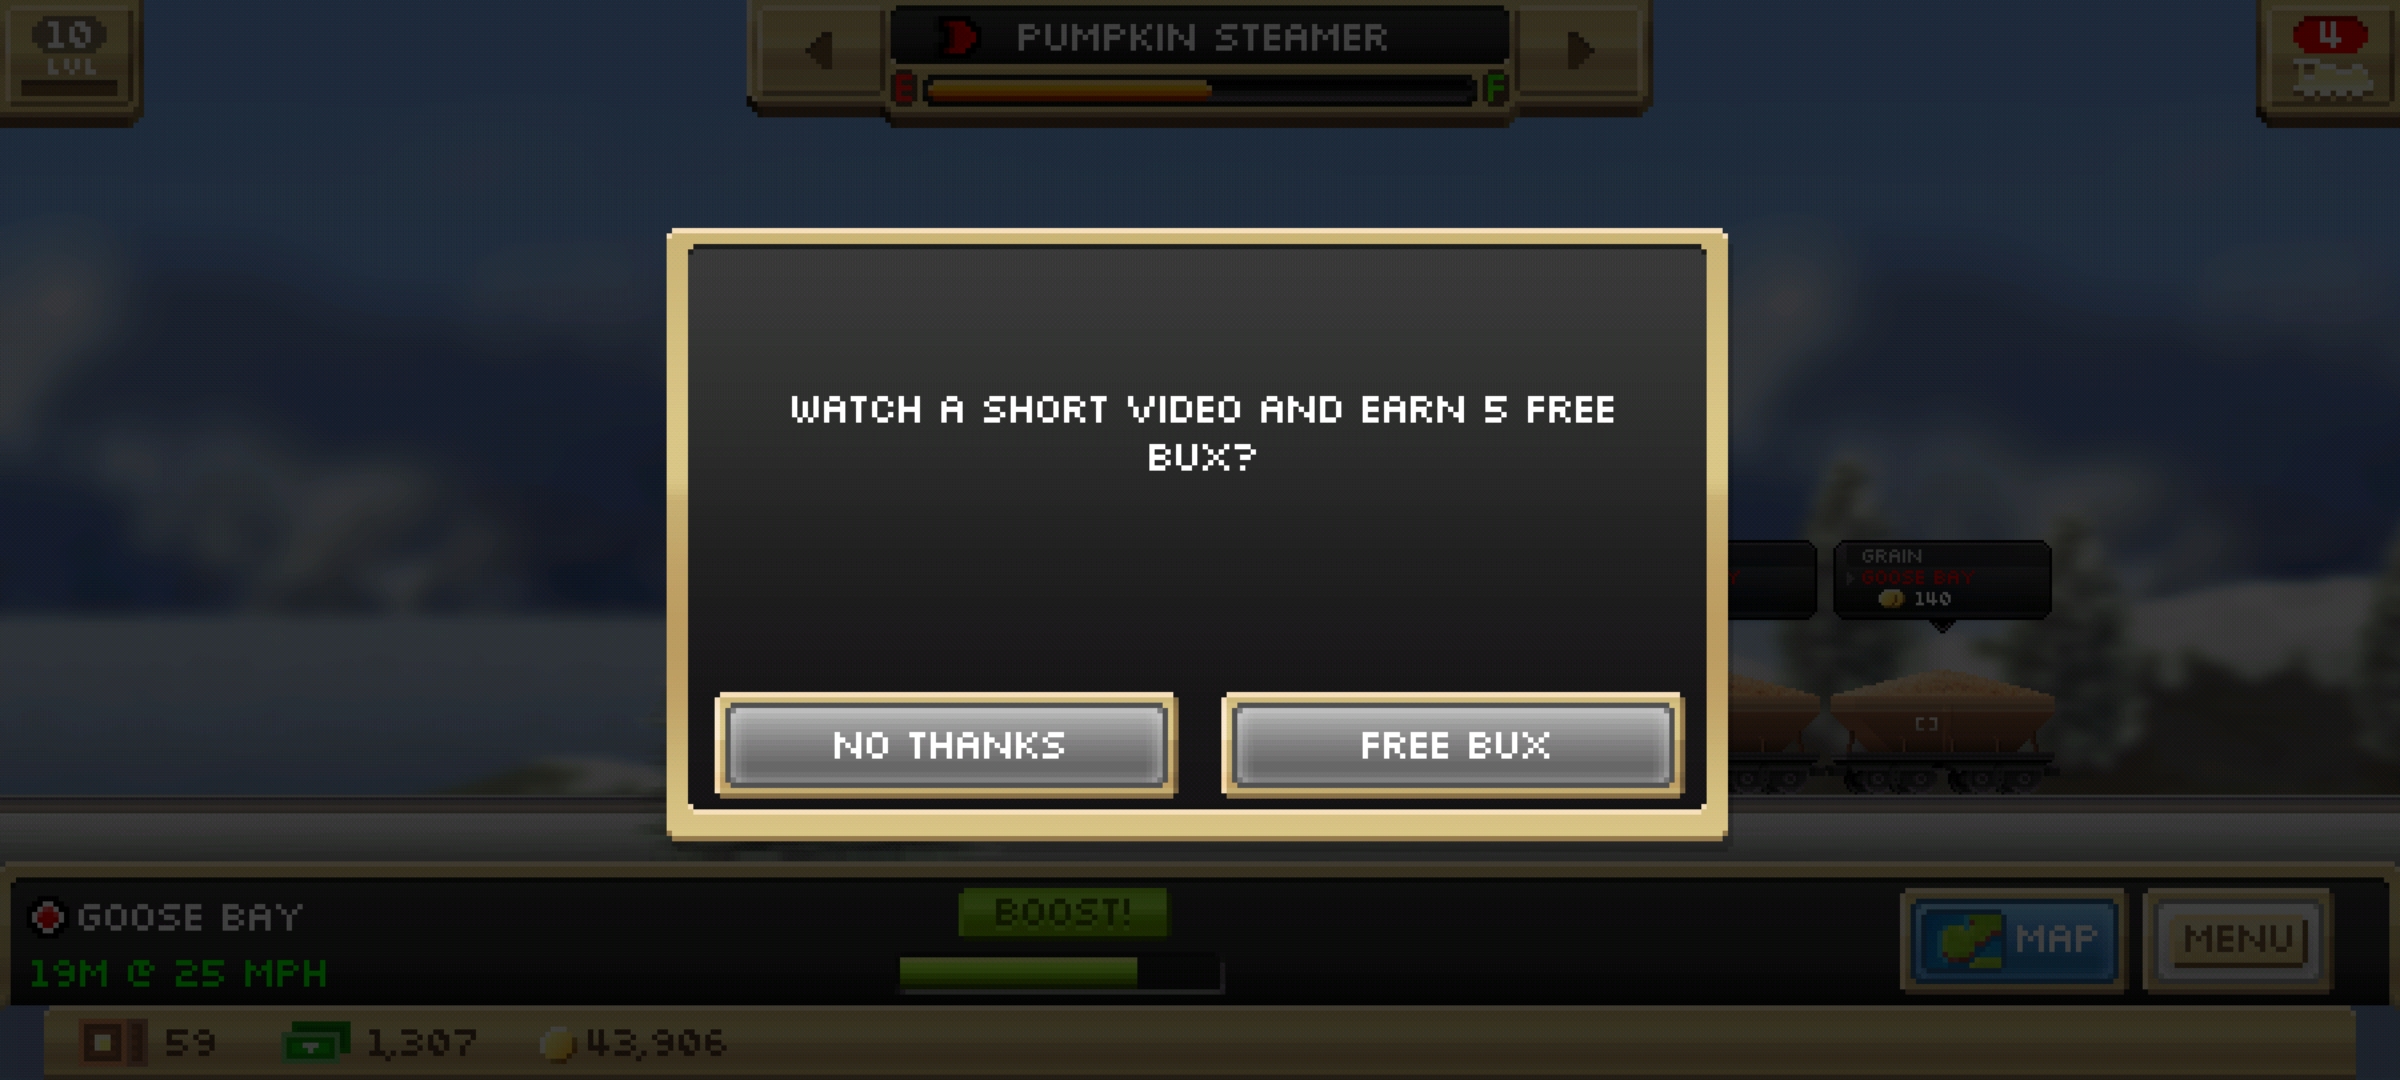 10
LVL
PUMPKIN STEAMER
E
F
4
WATCH A SHORT VIDEO AND EARN 5 FREE
BUX?
NO THANKS
FREE BUX
Y
GRAIN
GOOSE BAY
140
GOOSE BAY
19M @ 25 MPH
BOOST!
MAP
MENU
59
1,307
43,906